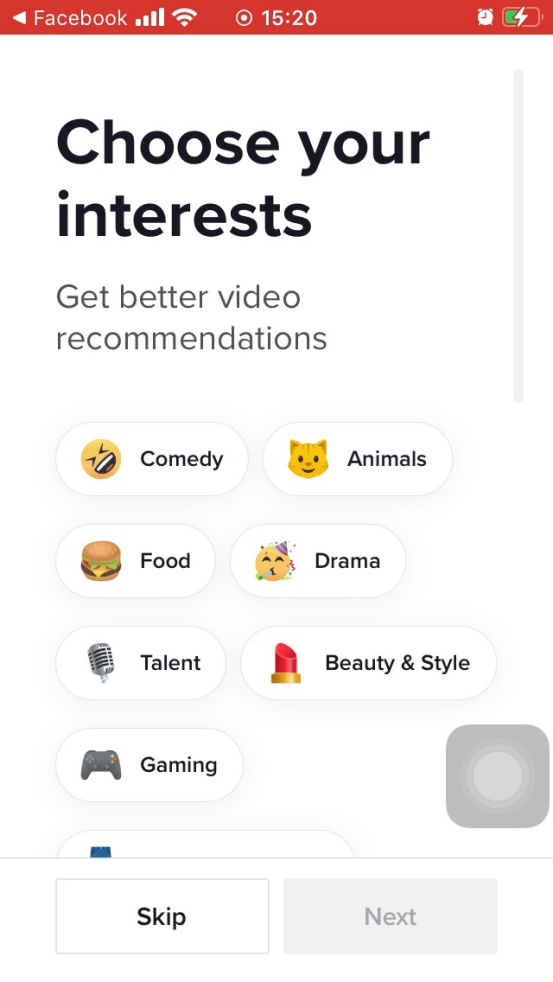 Facebook 15:20
Choose your
interests
Get better video
recommendations
Comedy Animals
Food Drama
Talent Beauty & Style
Gaming
Skip Next